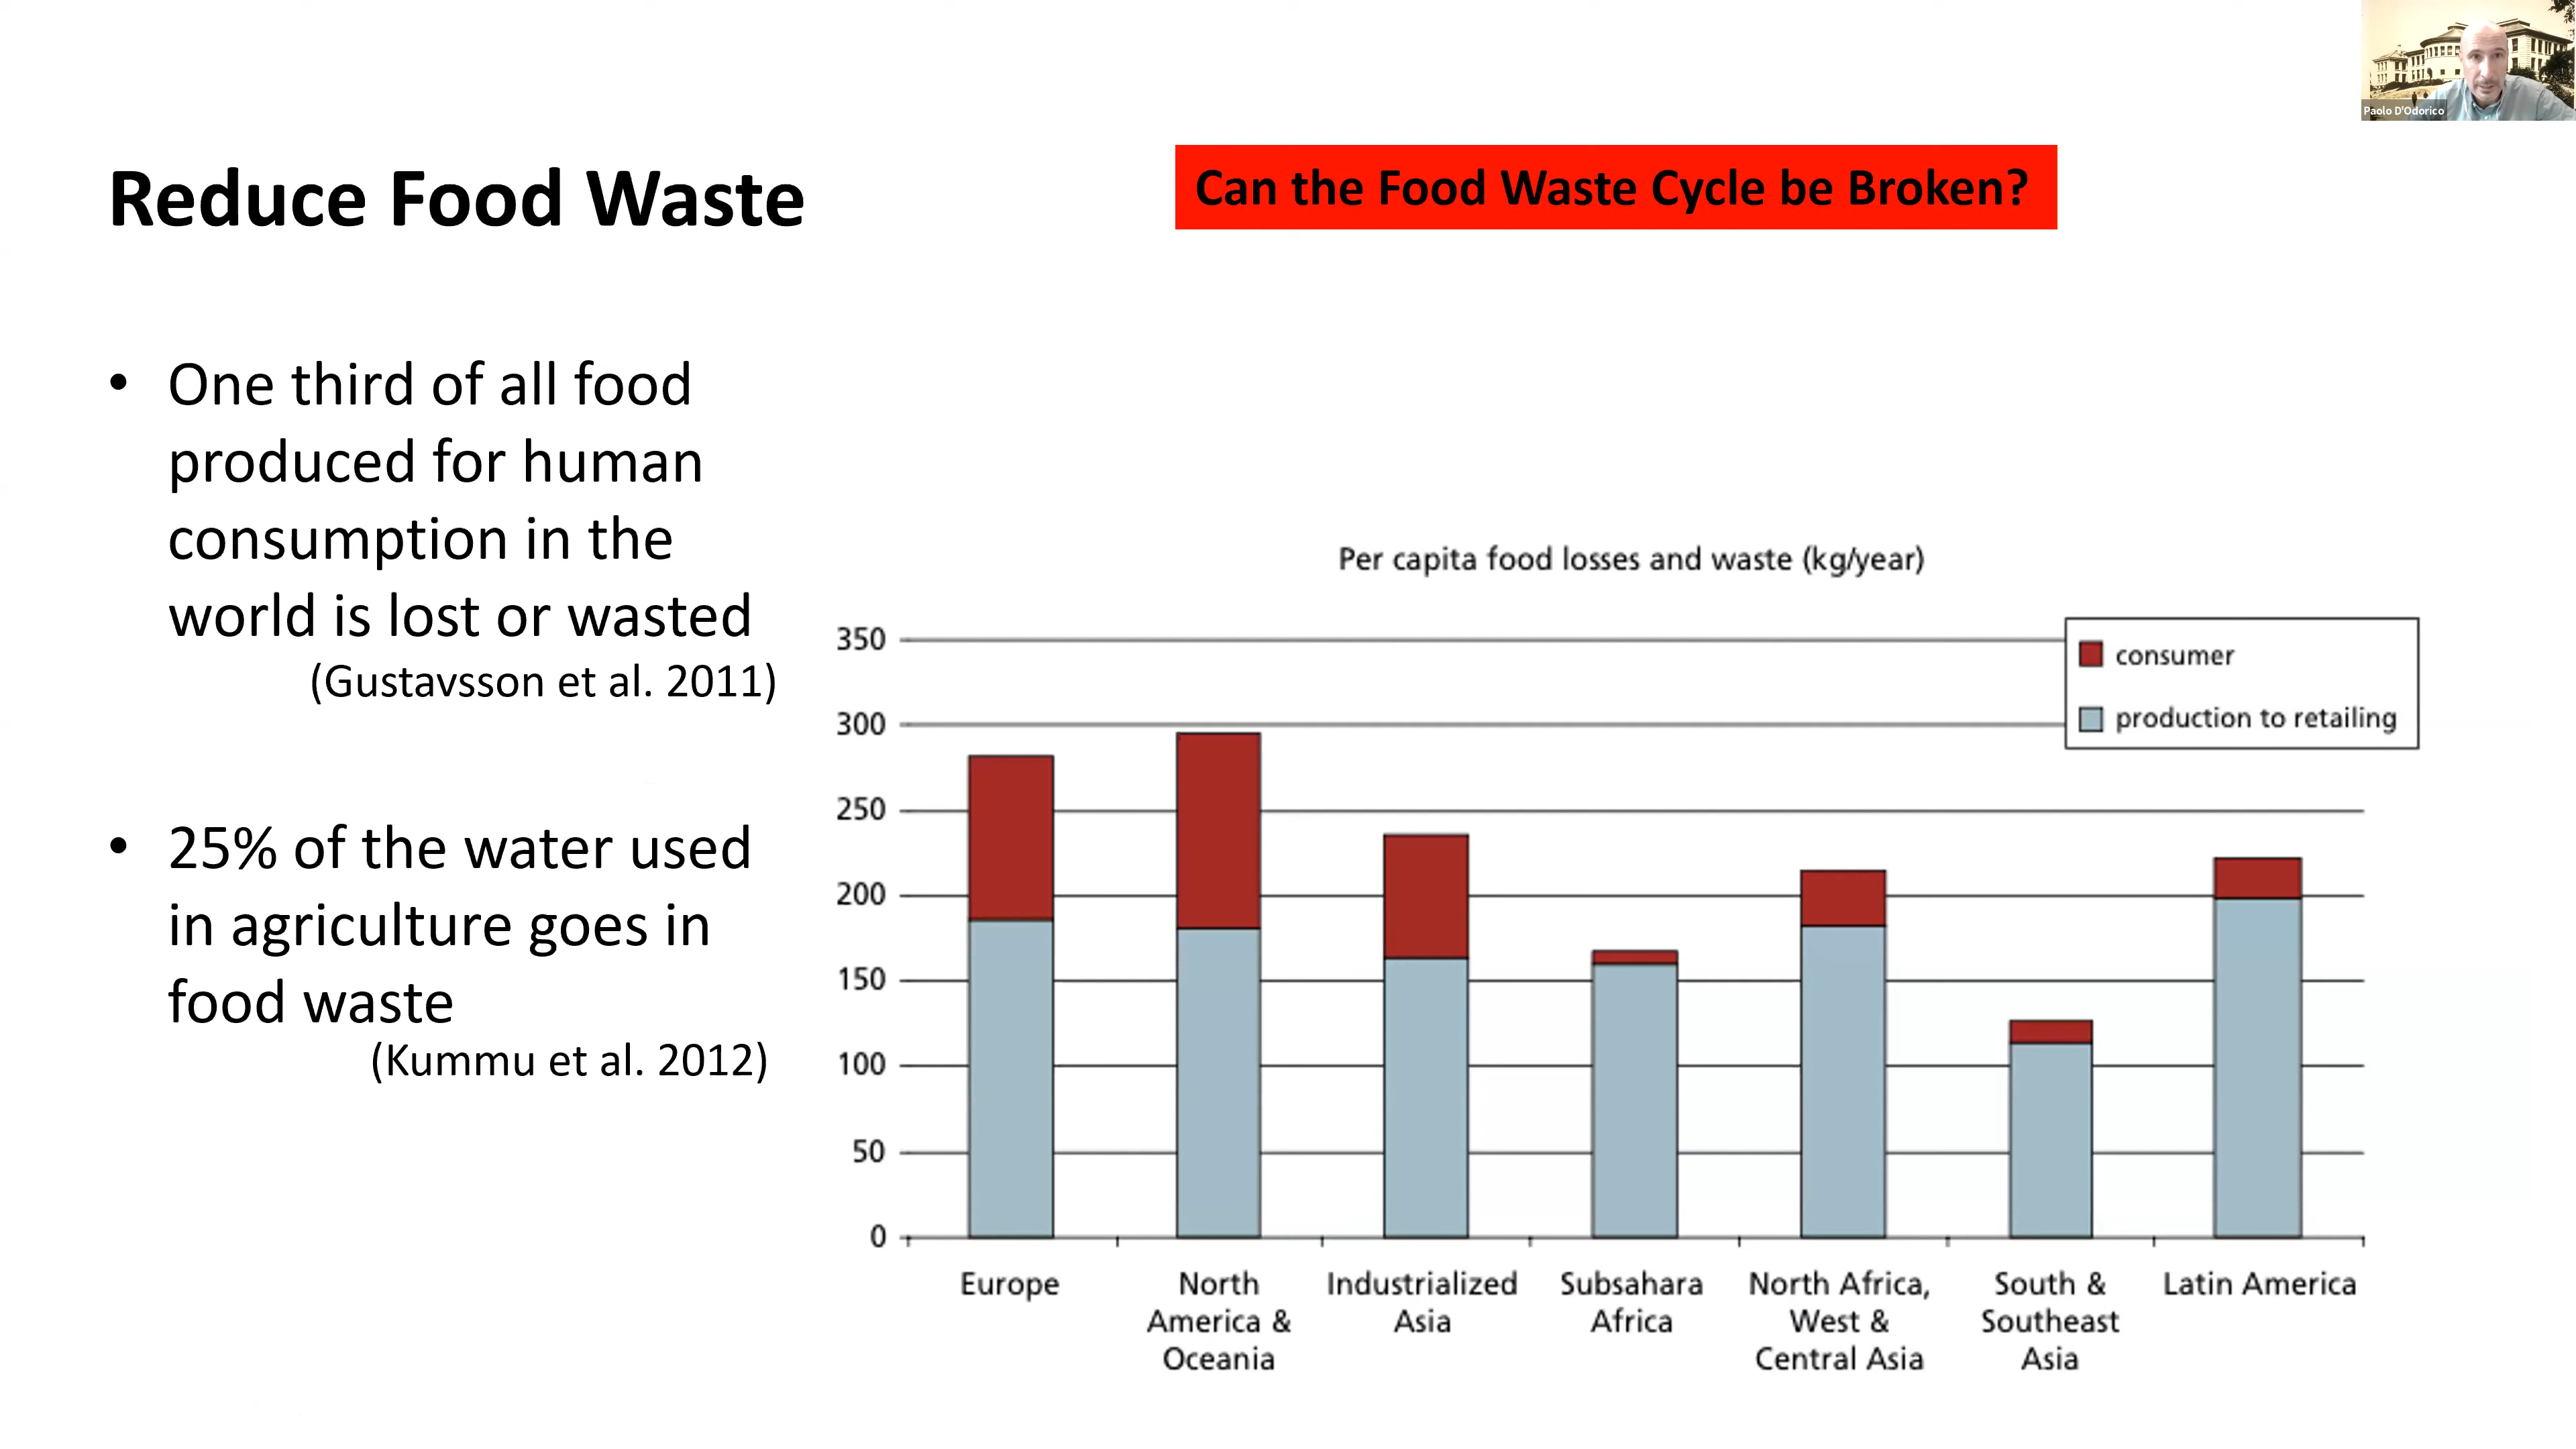 Paolo D'Odorico
Reduce Food Waste
Can the Food Waste Cycle be Broken?
• One third of all food
produced for human
consumption in the
world is lost or wasted
(Gustavsson et al. 2011)
• 25% of the water used
in agriculture goes in
food waste
(Kummu et al. 2012)
Per capita food losses and waste (kg/year)
consumer
production to retailing
350
300
250
200
150
100
50
0
Europe
North
America &
Oceania
Industrialized
Asia
Subsahara
Africa
North Africa,
West &
Central Asia
South &
Southeast
Asia
Latin America